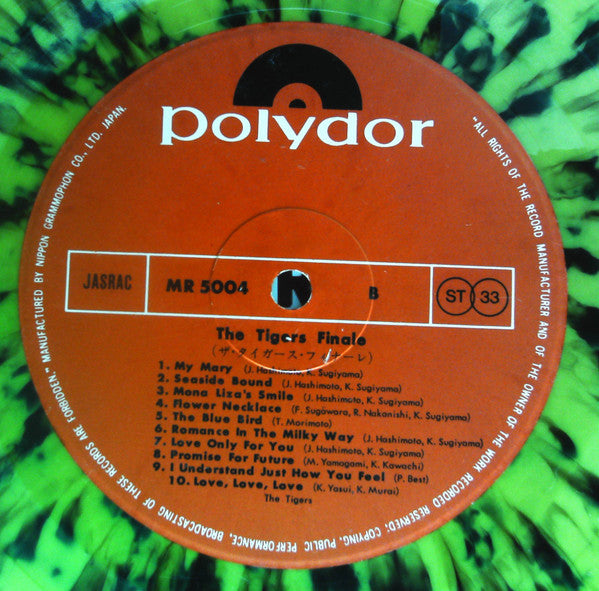 polydor
JASRAC
MR 5004
B
ST 33
The Tigers Finale
(ザ・タイガース・フィナーレ)
1. My Mary (J. Hashimoto, K. Sugiyama)
2. Seaside Bound (J. Hashimoto, K. Sugiyama)
3. Mona Liza's Smile (J. Hashimoto, K. Sugiyama)
4. Flower Necklace (F. Sugawara, R. Nakanishi, K. Sugiyama)
5. The Blue Bird (T. Morimoto)
6. Romance In The Milky Way (J. Hashimoto, K. Sugiyama)
7. Love Only For You (J. Hashimoto, K. Sugiyama)
8. Promise For Future (M. Yamagami, K. Kawachi)
9. I Understand Just How You Feel (P. Best)
10. Love, Love, Love (K. Yasui, K. Murai)
The Tigers
"ALL RIGHTS OF THE RECORD MANUFACTURER AND OF THE OWNER OF THE WORK RECORDED RESERVED; COPYING, PUBLIC PERFORMANCE, BROADCASTING OF THESE RECORDS ARE FORBIDDEN." MANUFACTURED BY NIPPON GRAMMOPHON CO., LTD. JAPAN.